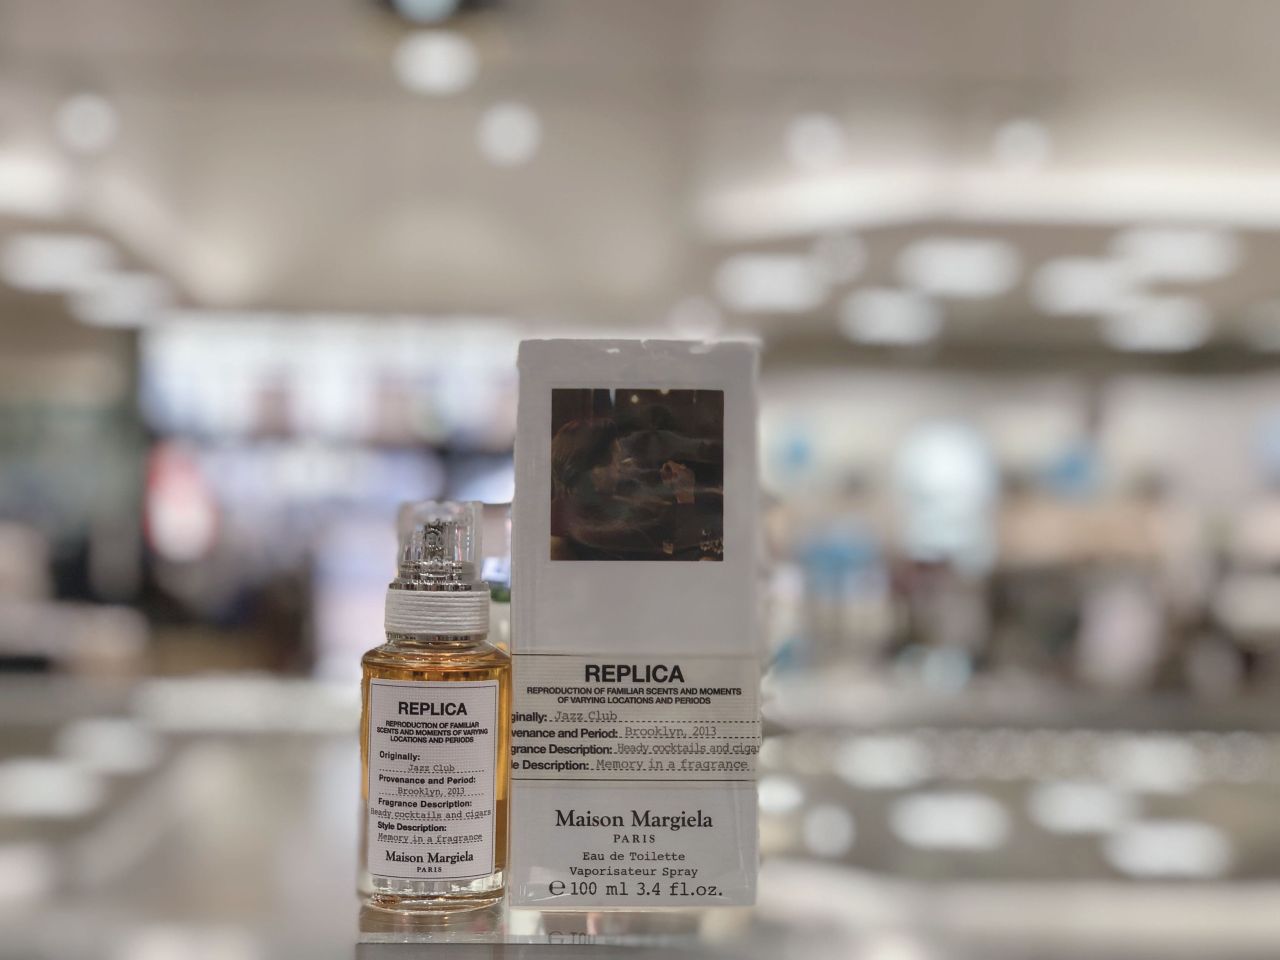 REPLICA
REPRODUCTION OF FAMILIAR
SCENTS AND MOMENTS OF VARYING
LOCATIONS AND PERIODS
Originally:
Jazz Club
Provenance and Period:
Brooklyn, 2013
Fragrance Description:
Heady cocktails and cigars
Style Description:
Memory in a fragrance
Maison Margiela
PARIS
REPLICA
REPRODUCTION OF FAMILIAR SCENTS AND MOMENTS
OF VARYING LOCATIONS AND PERIODS
ginally: Jazz Club
venance and Period: Brooklyn, 2013
grance Description: Heady cocktails and cigar
le Description: Memory in a fragrance
Maison Margiela
PARIS
Eau de Toilette
Vaporisateur Spray
℮ 100 ml 3.4 fl.oz.